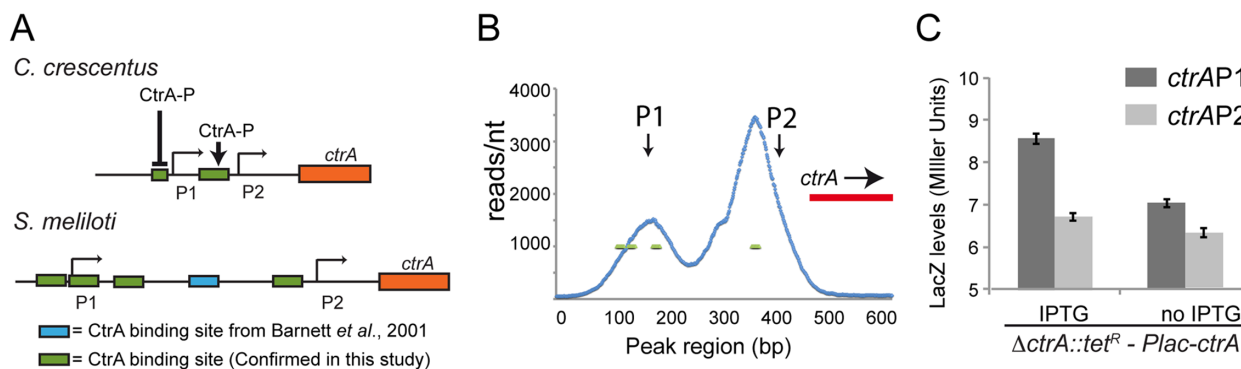 A
C. crescentus
CtrA-P
CtrA-P
ctrA
P1
P2
S. meliloti
ctrA
P1
P2
= CtrA binding site from Barnett et al., 2001
= CtrA binding site (Confirmed in this study)
B
reads/nt
4000
3000
2000
1000
0
P1
P2
ctrA
0 100 200 300 400 500 600
Peak region (bp)
C
LacZ levels (MIller Units)
10
9
8
7
6
5
ctrAP1
ctrAP2
IPTG
no IPTG
ΔctrA::tetR - Plac-ctrA